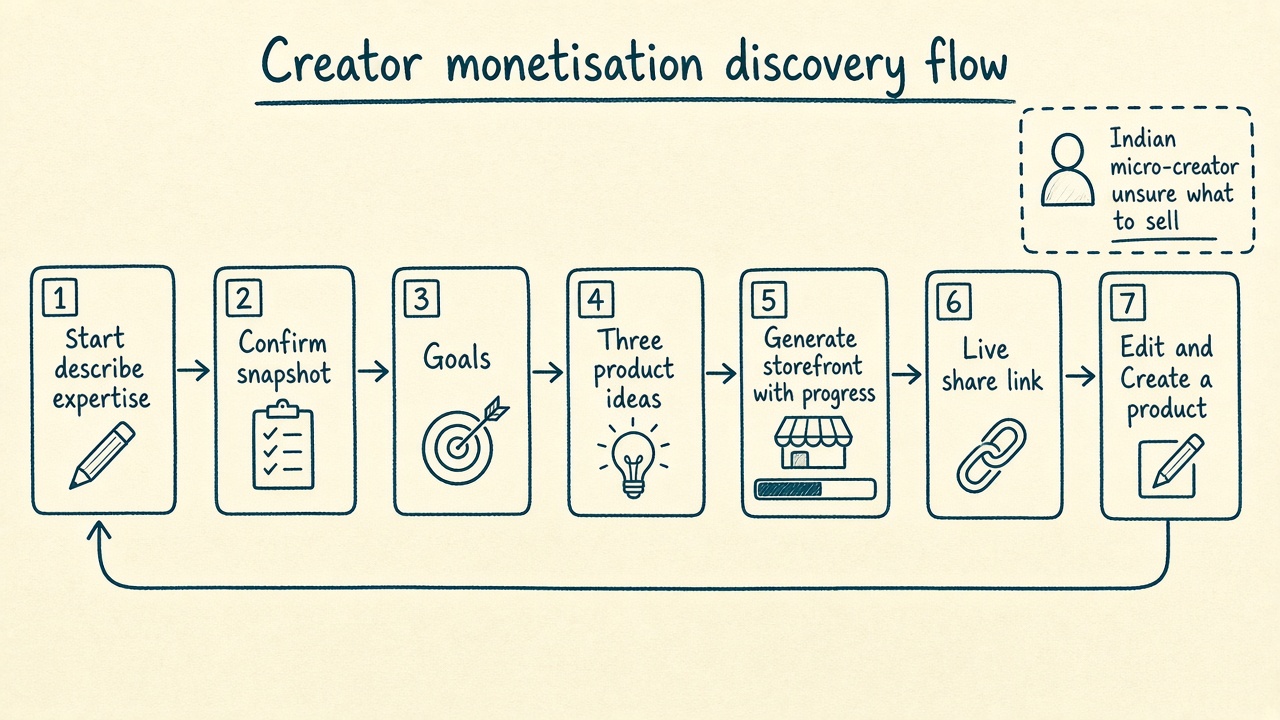 Creator monetisation discovery flow
Indian
micro-creator
unsure what
to sell
1
Start
describe
expertise
2
Confirm
snapshot
3
Goals
4
Three
product
ideas
5
Generate
storefront
with progress
6
Live
share link
7
Edit and
Create a
product